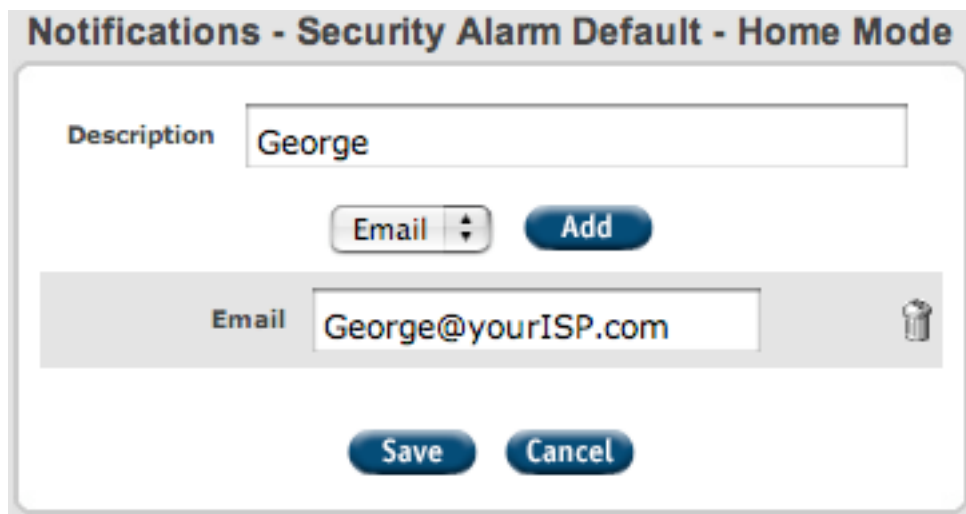 Notifications - Security Alarm Default - Home Mode
Description George
Email Add
Email George@yourISP.com
Save Cancel